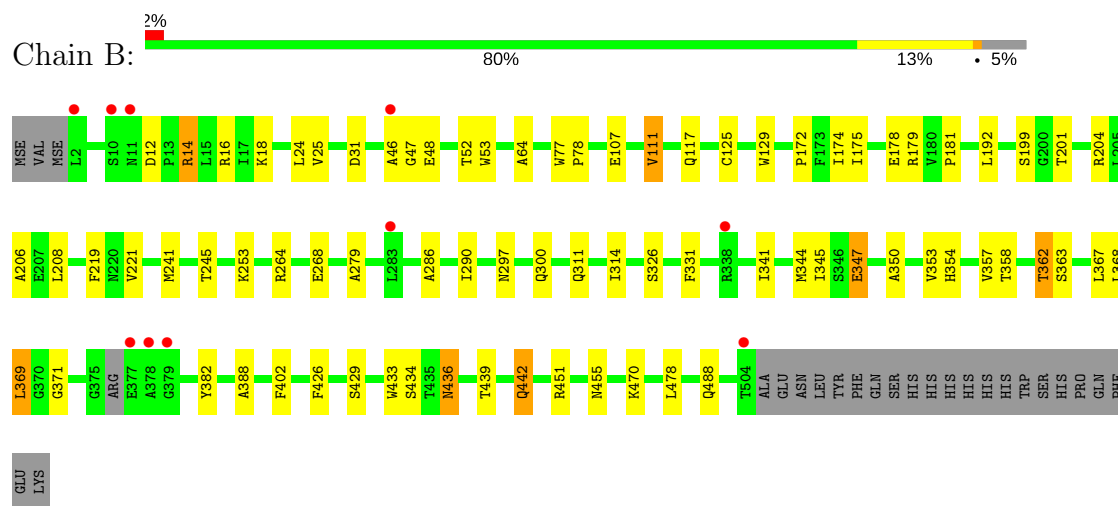 2%
Chain B:
80% 13% • 5%
MSE VAL MSE L2 S10 N11 D12 P13 R14 L15 R16 I17 K18 L24 V25 D31 A46 G47 E48 T52 W53 A64 W77 P78 E107 V111 Q117 C125 W129 P172 F173 I174 I175 E178 R179 V180 P181 L192 S199 G200 T201 R204 L205
A206 E207 L208 F219 N220 V221 M241 T245 K253 R264 E268 A279 L283 A286 I290 N297 Q300 Q311 I314 S326 F331 R338 I341 M344 I345 S346 E347 A350 V353 H354 V357 T358 T362 S363 L367 L368
L369 G370 G371 G375 ARG E377 A378 G379 Y382 A388 F402 F426 S429 W433 S434 T435 N436 T439 Q442 R451 N455 K470 L478 Q488 T504 ALA GLU ASN LEU TYR PHE GLN SER HIS HIS HIS HIS HIS HIS TRP SER HIS PRO GLN PHE
GLU LYS